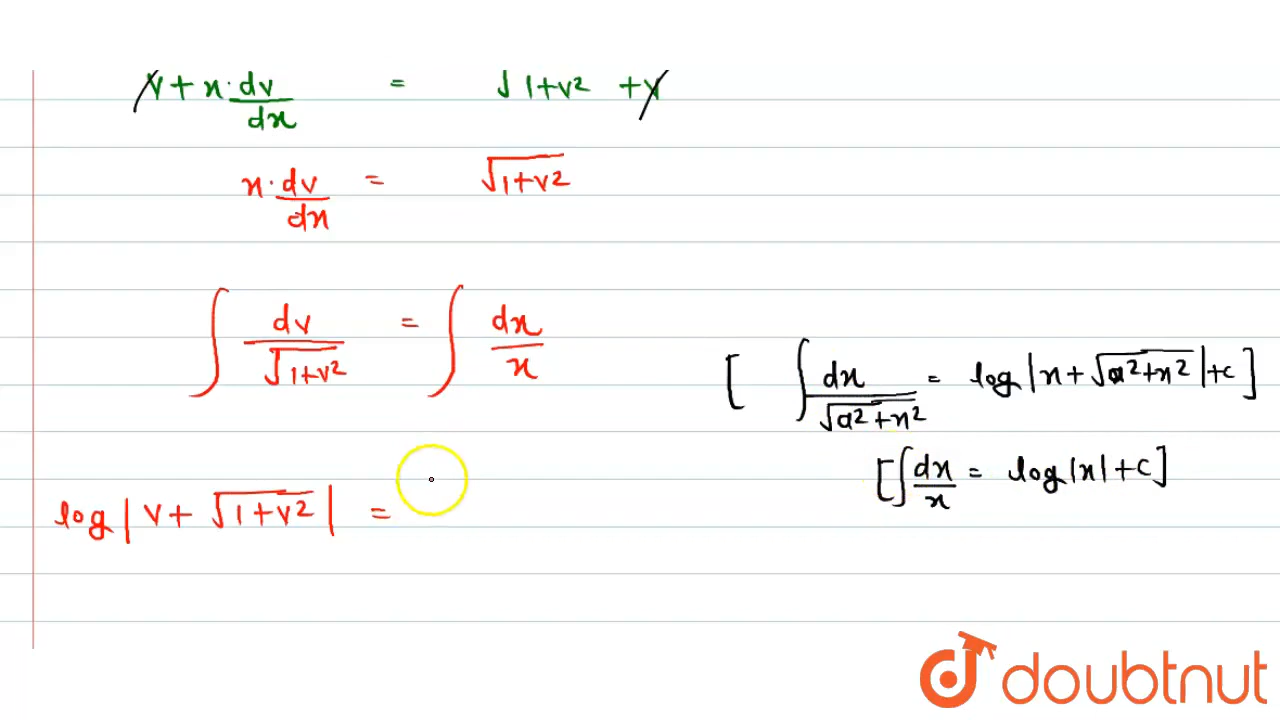 v + x · dv/dx = √1+v² + v
x · dv/dx = √(1+v²)
∫ dv/√(1+v²) = ∫ dx/x
[ ∫ dx/√(a²+x²) = log|x + √(a²+x²)| + c ]
[ ∫ dx/x = log|x| + c ]
log|v + √(1+v²)| =
doubtnut